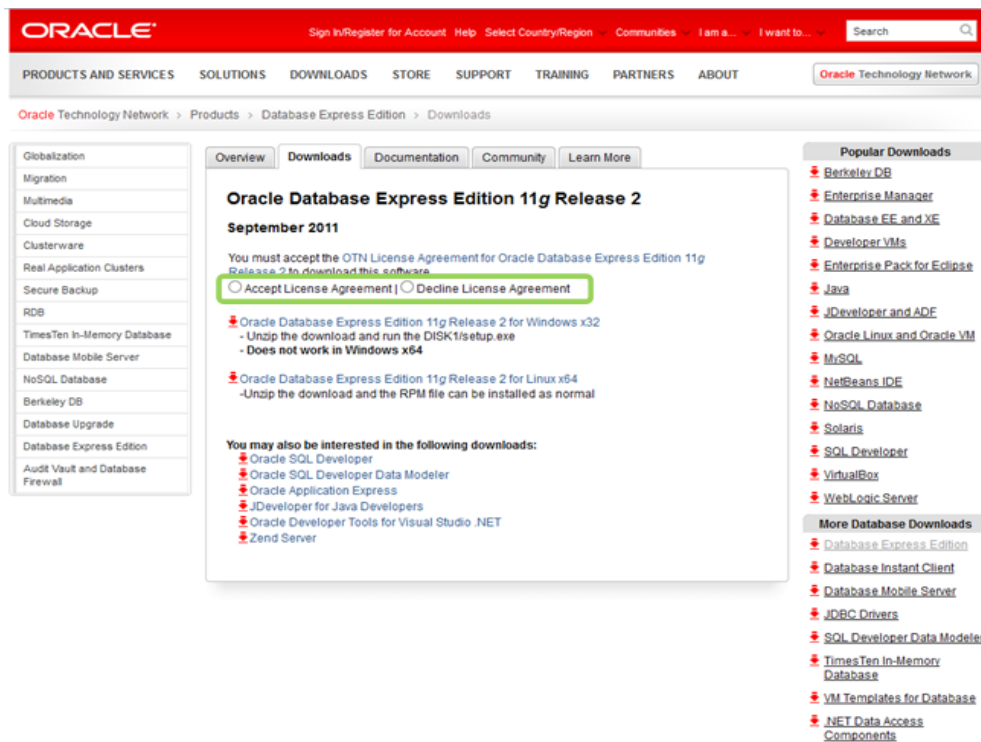 ORACLE
Sign In/Register for Account Help Select Country/Region Communities I am a... I want to... Search
PRODUCTS AND SERVICES SOLUTIONS DOWNLOADS STORE SUPPORT TRAINING PARTNERS ABOUT Oracle Technology Network
Oracle Technology Network > Products > Database Express Edition > Downloads
Globalization
Migration
Multimedia
Cloud Storage
Clusterware
Real Application Clusters
Secure Backup
RDB
TimesTen In-Memory Database
Database Mobile Server
NoSQL Database
Berkeley DB
Database Upgrade
Database Express Edition
Audit Vault and Database
Firewall
Overview Downloads Documentation Community Learn More
Oracle Database Express Edition 11g Release 2
September 2011
You must accept the OTN License Agreement for Oracle Database Express Edition 11g
Release 2 to download this software.
Accept License Agreement | Decline License Agreement
Oracle Database Express Edition 11g Release 2 for Windows x32
- Unzip the download and run the DISK1/setup.exe
- Does not work in Windows x64
Oracle Database Express Edition 11g Release 2 for Linux x64
-Unzip the download and the RPM file can be installed as normal
You may also be interested in the following downloads:
Oracle SQL Developer
Oracle SQL Developer Data Modeler
Oracle Application Express
JDeveloper for Java Developers
Oracle Developer Tools for Visual Studio .NET
Zend Server
Popular Downloads
Berkeley DB
Enterprise Manager
Database EE and XE
Developer VMs
Enterprise Pack for Eclipse
Java
JDeveloper and ADF
Oracle Linux and Oracle VM
MySQL
NetBeans IDE
NoSQL Database
Solaris
SQL Developer
VirtualBox
WebLogic Server
More Database Downloads
Database Express Edition
Database Instant Client
Database Mobile Server
JDBC Drivers
SQL Developer Data Modele
TimesTen In-Memory
Database
VM Templates for Database
.NET Data Access
Components